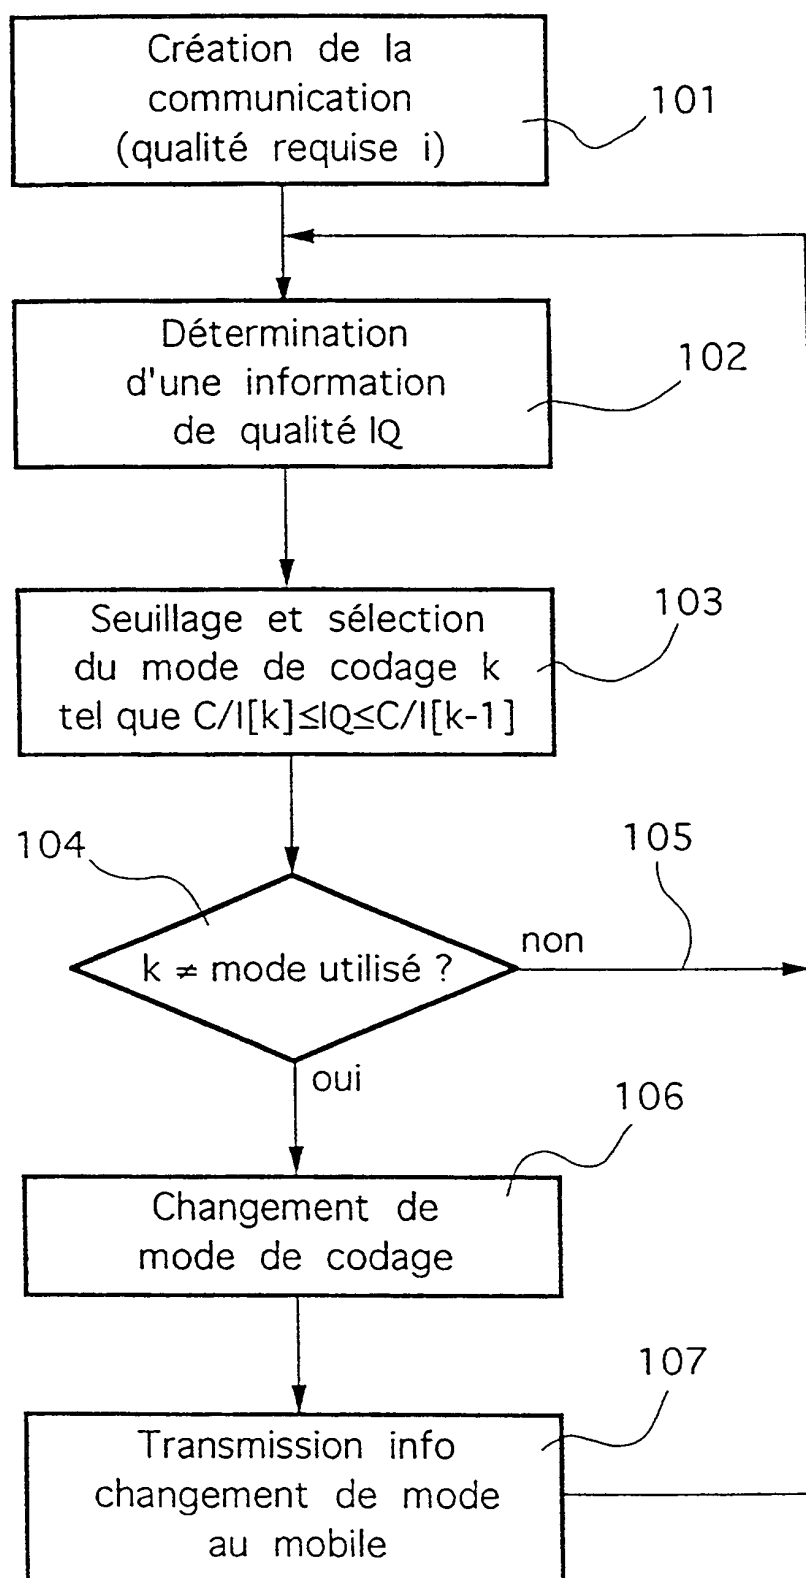 Création de la
communication
(qualité requise i)
101
Détermination
d'une information
de qualité IQ
102
Seuillage et sélection
du mode de codage k
tel que C/I[k]≤IQ≤C/I[k-1]
103
104
k ≠ mode utilisé ?
non
105
oui
106
Changement de
mode de codage
107
Transmission info
changement de mode
au mobile